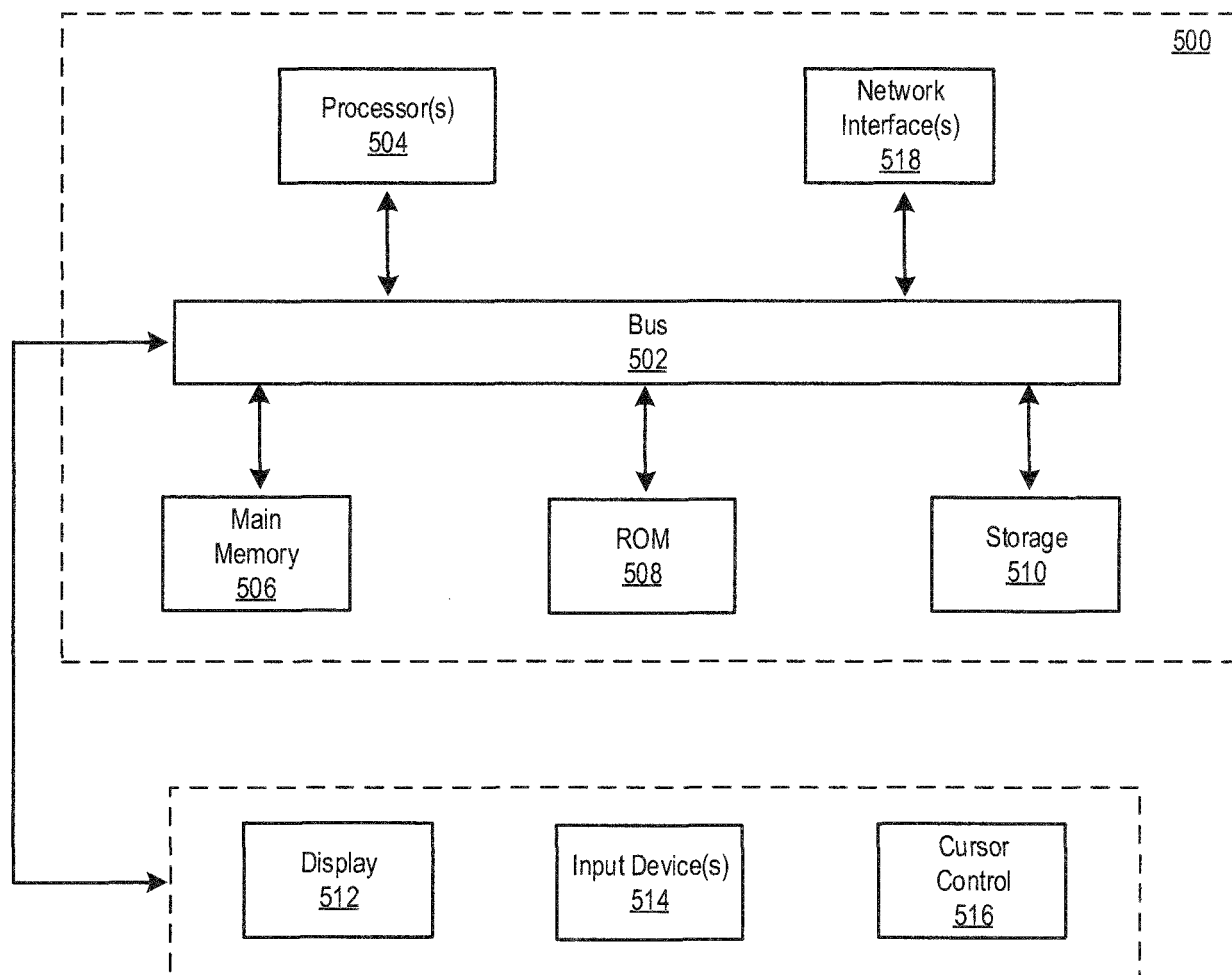 500
Processor(s)
504
Network
Interface(s)
518
Bus
502
Main
Memory
506
ROM
508
Storage
510
Display
512
Input Device(s)
514
Cursor
Control
516